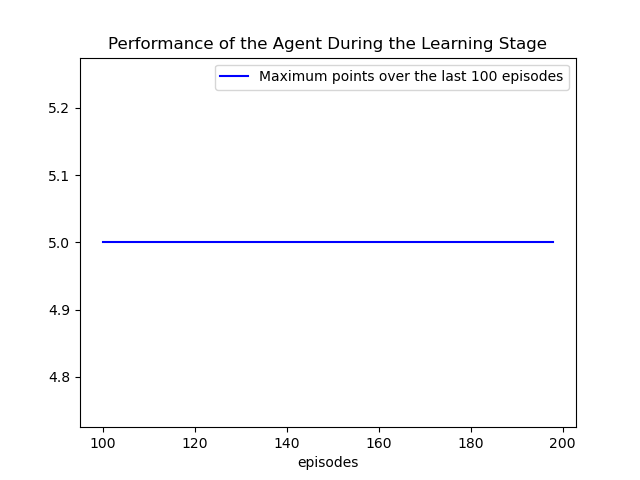 Performance of the Agent During the Learning Stage
Maximum points over the last 100 episodes
5.2
5.1
5.0
4.9
4.8
100 120 140 160 180 200
episodes